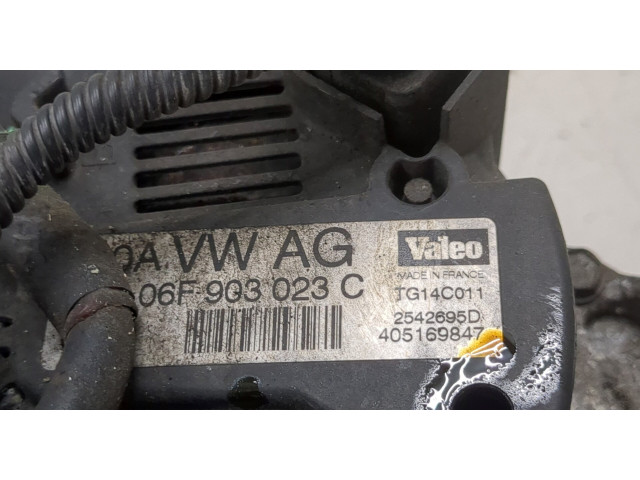 VW AG
06F 903 023 C
Valeo
MADE IN FRANCE
TG14C011
2542695D
405169847